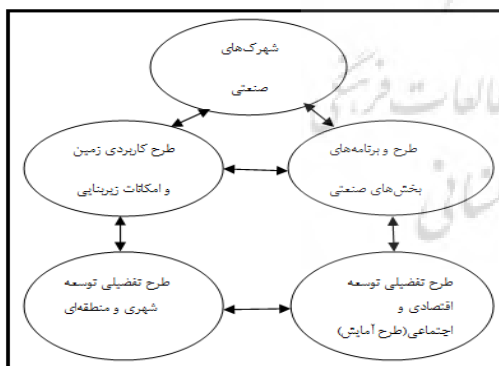 شهرک‌های
صنعتی
طرح و برنامه‌های
بخش‌های صنعتی
طرح کاربردی زمین
و امکانات زیربنایی
طرح تفضیلی توسعه
اقتصادی و
اجتماعی(طرح آمایش)
طرح تفضیلی توسعه
شهری و منطقه‌ای